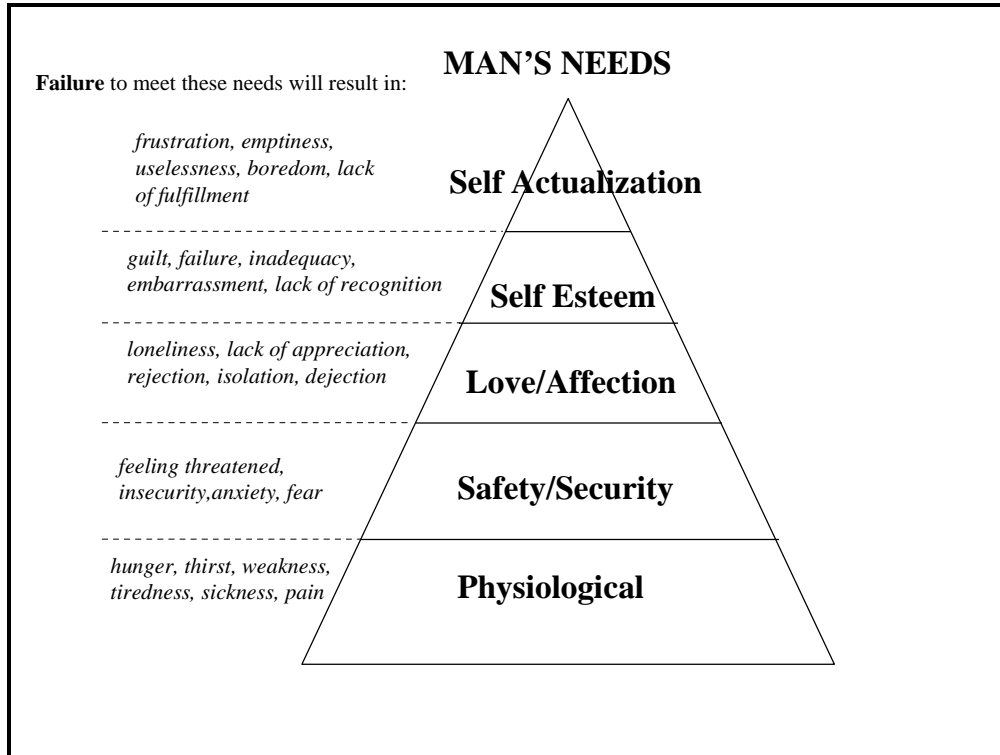 MAN’S NEEDS
Failure to meet these needs will result in:
frustration, emptiness,
uselessness, boredom, lack
of fulfillment
Self Actualization
guilt, failure, inadequacy,
embarrassment, lack of recognition
Self Esteem
loneliness, lack of appreciation,
rejection, isolation, dejection
Love/Affection
feeling threatened,
insecurity,anxiety, fear
Safety/Security
hunger, thirst, weakness,
tiredness, sickness, pain
Physiological